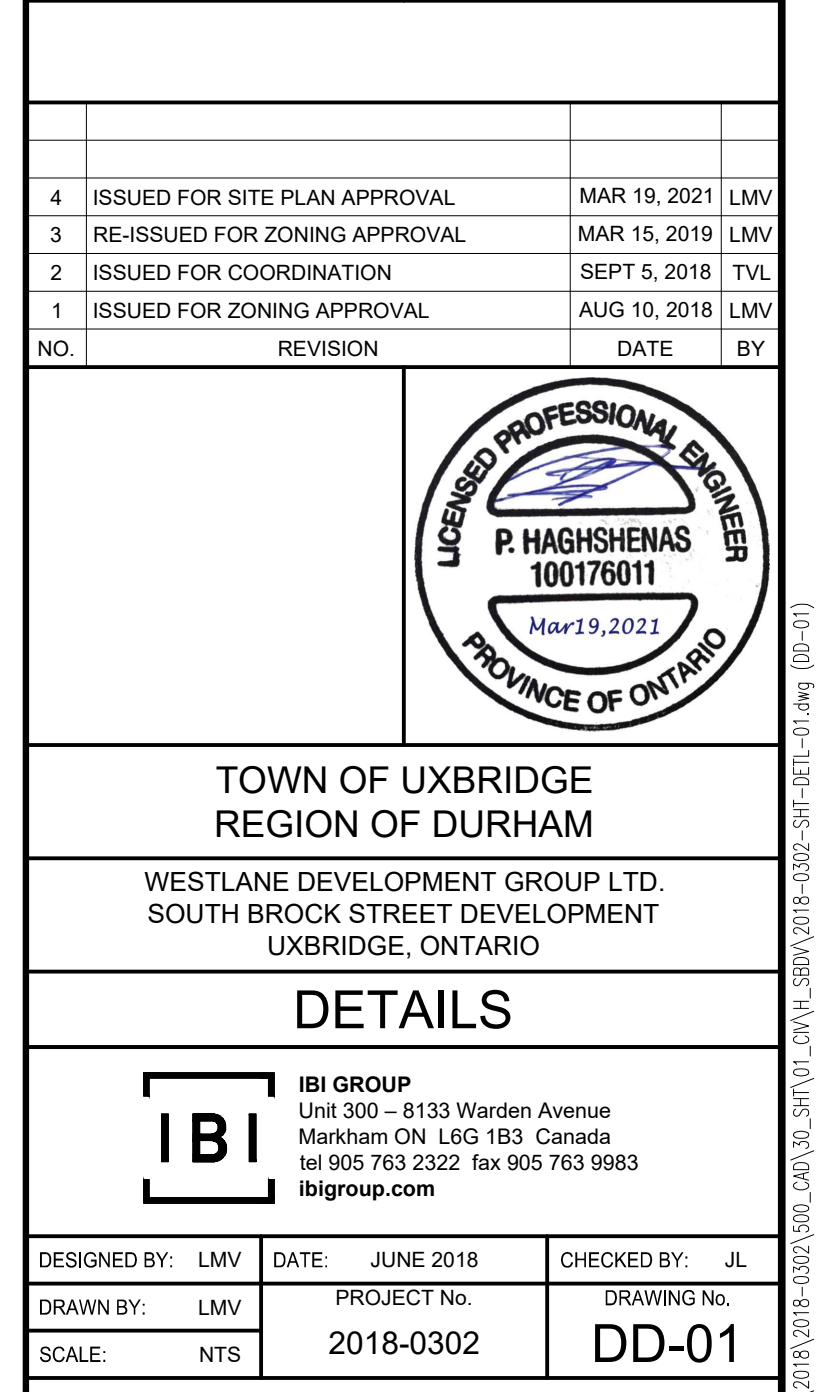 4 ISSUED FOR SITE PLAN APPROVAL MAR 19, 2021 LMV
3 RE-ISSUED FOR ZONING APPROVAL MAR 15, 2019 LMV
2 ISSUED FOR COORDINATION SEPT 5, 2018 TVL
1 ISSUED FOR ZONING APPROVAL AUG 10, 2018 LMV
NO. REVISION DATE BY
LICENSED PROFESSIONAL ENGINEER
P. HAGHSHENAS
100176011
Mar19,2021
PROVINCE OF ONTARIO
TOWN OF UXBRIDGE
REGION OF DURHAM
WESTLANE DEVELOPMENT GROUP LTD.
SOUTH BROCK STREET DEVELOPMENT
UXBRIDGE, ONTARIO
DETAILS
IBI
IBI GROUP
Unit 300 – 8133 Warden Avenue
Markham ON L6G 1B3 Canada
tel 905 763 2322 fax 905 763 9983
ibigroup.com
DESIGNED BY: LMV DATE: JUNE 2018 CHECKED BY: JL
DRAWN BY: LMV PROJECT No. DRAWING No.
SCALE: NTS 2018-0302 DD-01
2018\2018-0302\500_CAD\30_SHT\01_CIV\H_SBDV\2018-0302-SHT-DETL-01.dwg (DD-01)